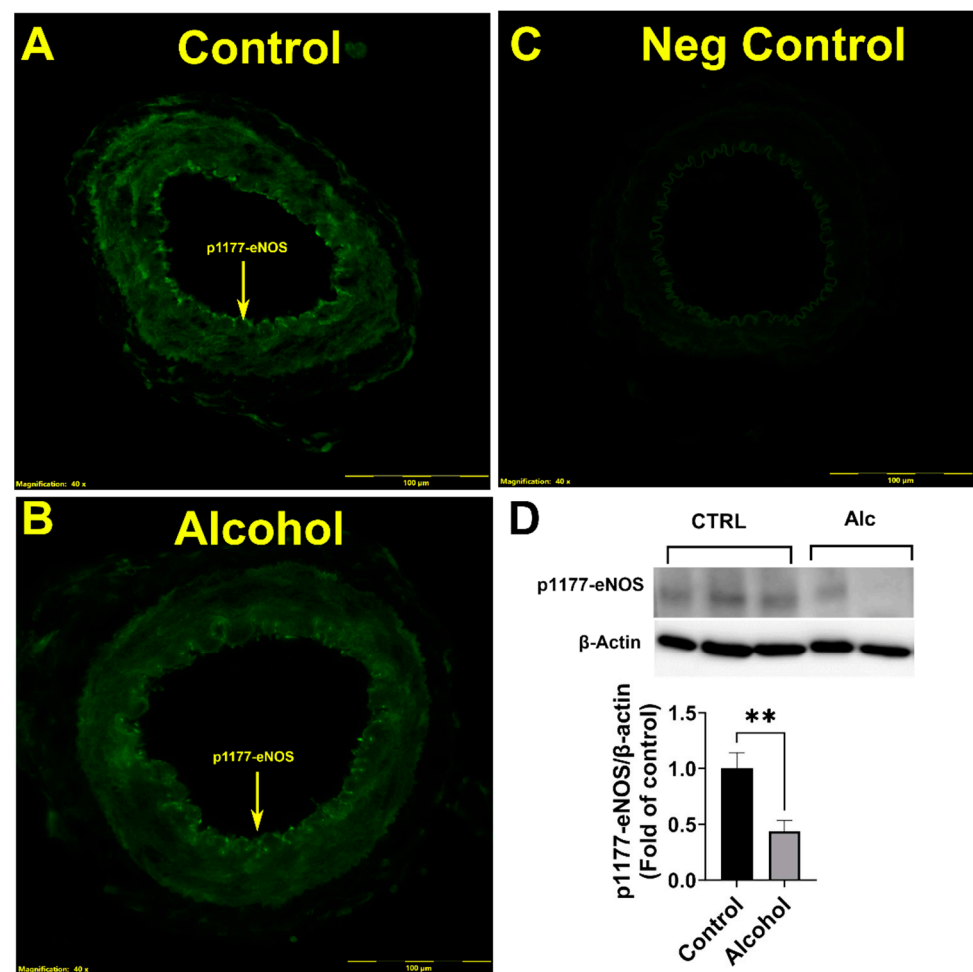 A
Control
p1177-eNOS
Magnification: 40 x
100 µm
B
Alcohol
p1177-eNOS
Magnification: 40 x
100 µm
C
Neg Control
Magnification: 40 x
100 µm
D
CTRL
Alc
p1177-eNOS
β-Actin
p1177-eNOS/β-actin
(Fold of control)
1.5
1.0
0.5
0.0
**
Control
Alcohol